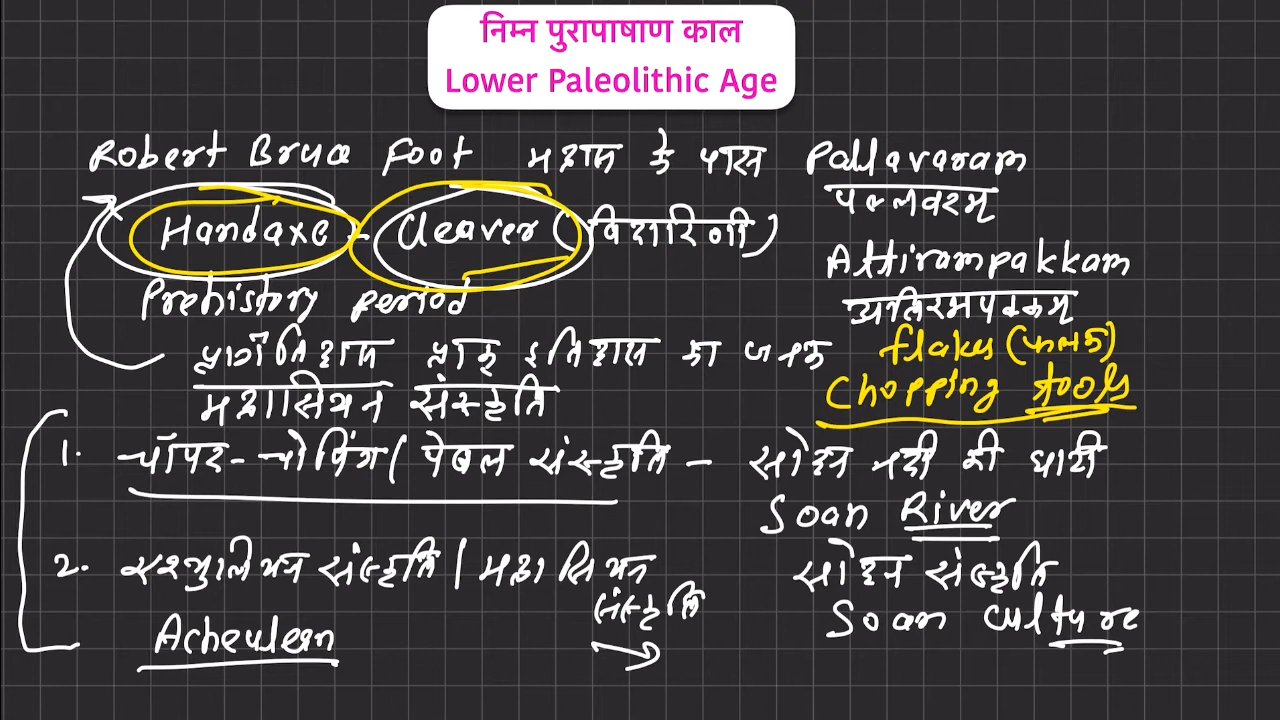 निम्न पुरापाषाण काल
Lower Paleolithic Age
Robert Bruce Foot मद्रास के पास Pallavaram
पल्लवरम्
Handaxe - Cleaver (विदारिणी)
Attirampakkam
अतिरमपक्कम्
Prehistory period
प्रागैतिहास प्राक् इतिहास का जनक
flakes (फलक)
Chopping tools
मद्रासियन संस्कृति
1. चॉपर-चोपिंग / पेबल संस्कृति - सोहन नदी की घाटी
Soan River
2. एश्युलियन संस्कृति / मद्रासियन संस्कृति
सोहन संस्कृति
Soan Culture
Acheulean